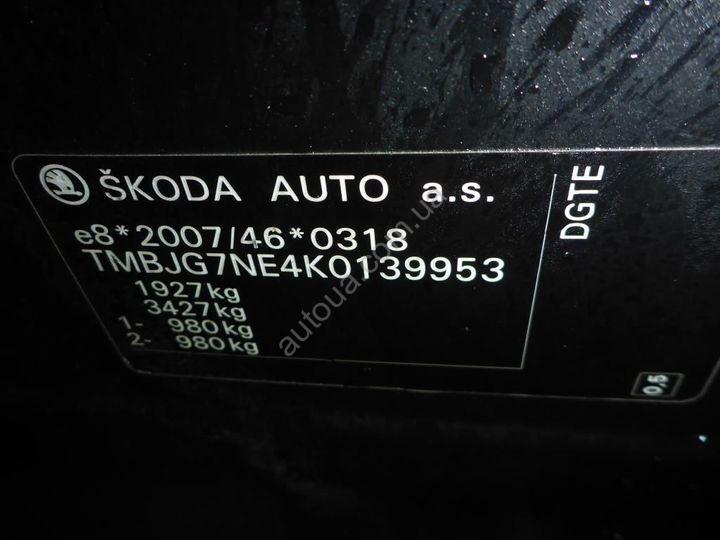 ŠKODA AUTO a.s.
e8*2007/46*0318
TMBJG7NE4K0139953
1927kg
3427kg
1- 980kg
2- 980kg
DGTE
0,5
autoua.com.ua